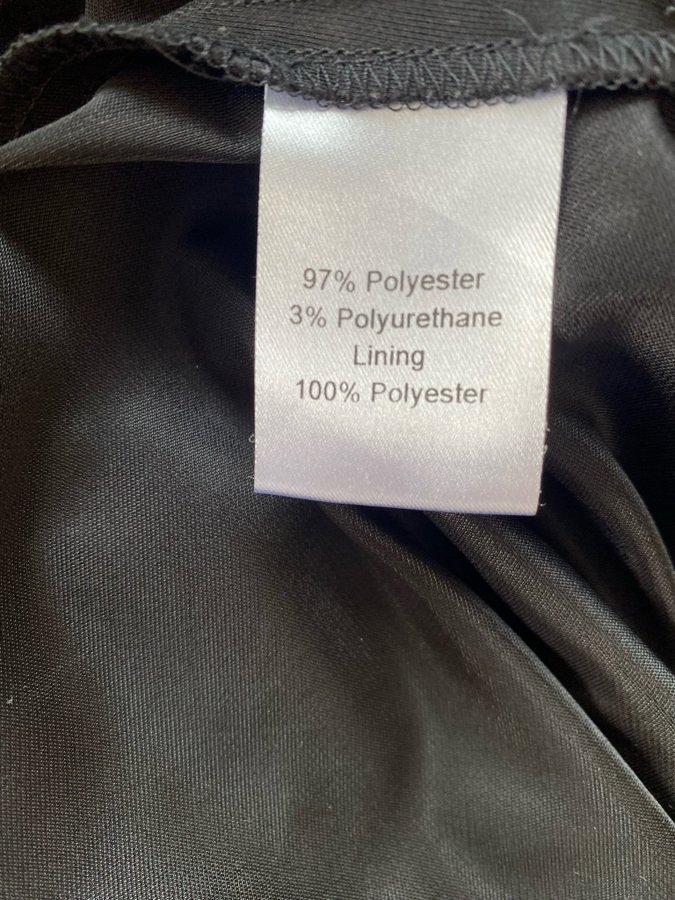 97% Polyester
3% Polyurethane
Lining
100% Polyester